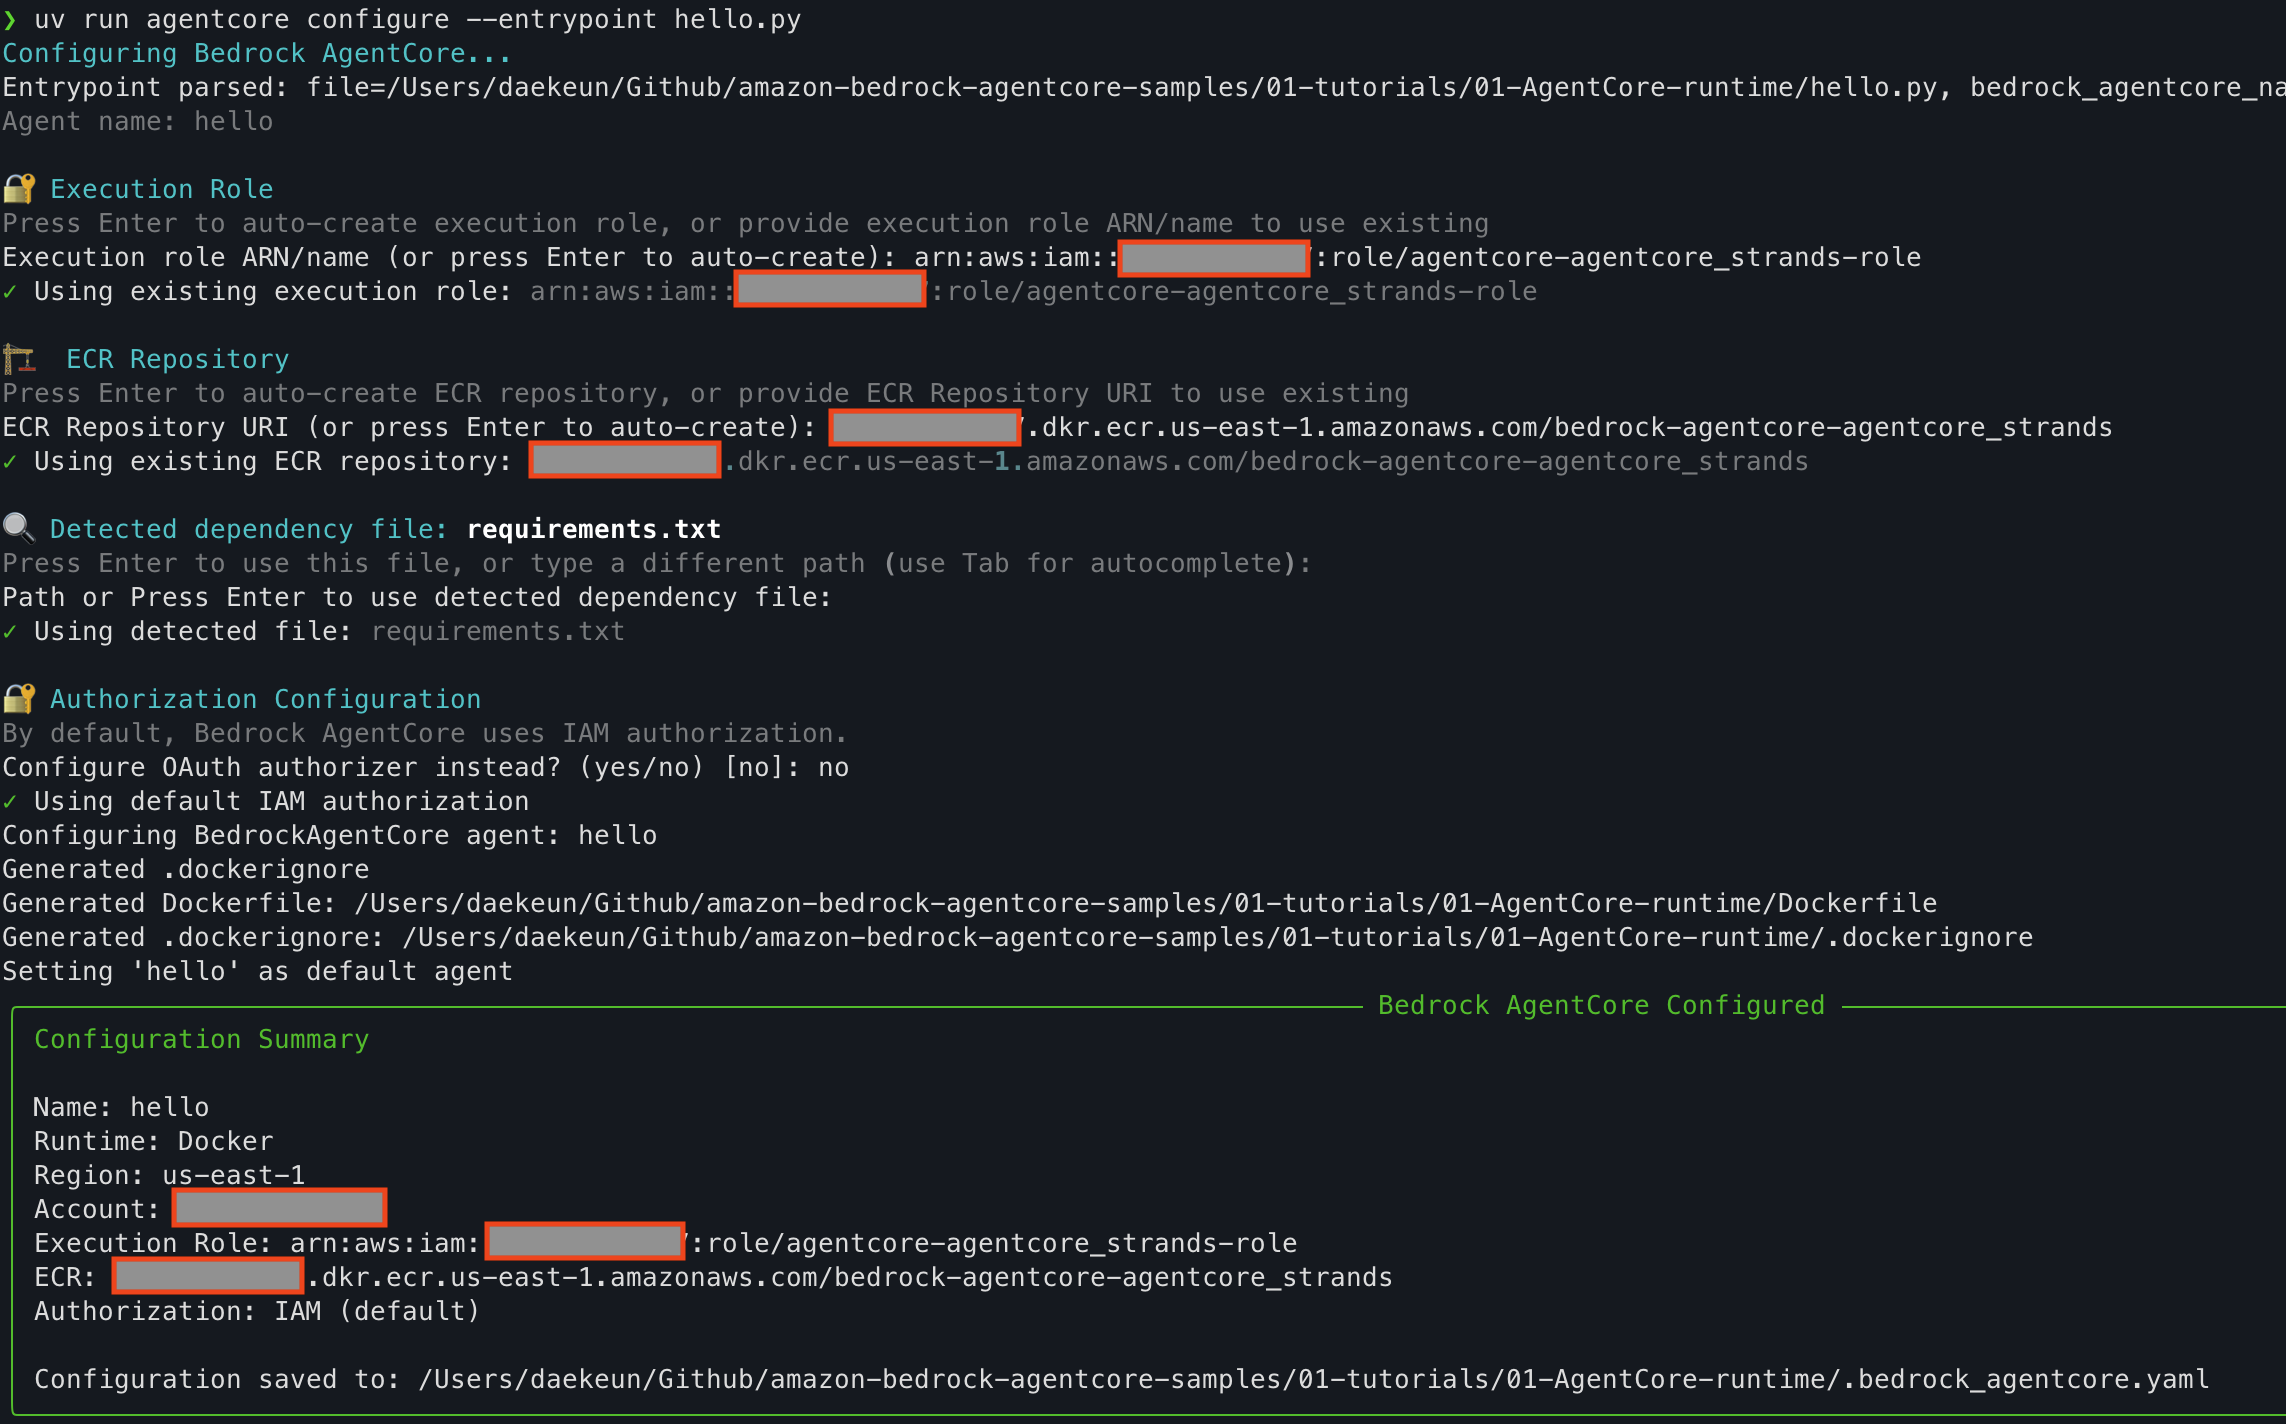 ❯ uv run agentcore configure --entrypoint hello.py
Configuring Bedrock AgentCore...
Entrypoint parsed: file=/Users/daekeun/Github/amazon-bedrock-agentcore-samples/01-tutorials/01-AgentCore-runtime/hello.py, bedrock_agentcore_na
Agent name: hello
Execution Role
Press Enter to auto-create execution role, or provide execution role ARN/name to use existing
Execution role ARN/name (or press Enter to auto-create): arn:aws:iam:: :role/agentcore-agentcore_strands-role
✓ Using existing execution role: arn:aws:iam:: :role/agentcore-agentcore_strands-role
ECR Repository
Press Enter to auto-create ECR repository, or provide ECR Repository URI to use existing
ECR Repository URI (or press Enter to auto-create): .dkr.ecr.us-east-1.amazonaws.com/bedrock-agentcore-agentcore_strands
✓ Using existing ECR repository: .dkr.ecr.us-east-1.amazonaws.com/bedrock-agentcore-agentcore_strands
Detected dependency file: requirements.txt
Press Enter to use this file, or type a different path (use Tab for autocomplete):
Path or Press Enter to use detected dependency file:
✓ Using detected file: requirements.txt
Authorization Configuration
By default, Bedrock AgentCore uses IAM authorization.
Configure OAuth authorizer instead? (yes/no) [no]: no
✓ Using default IAM authorization
Configuring BedrockAgentCore agent: hello
Generated .dockerignore
Generated Dockerfile: /Users/daekeun/Github/amazon-bedrock-agentcore-samples/01-tutorials/01-AgentCore-runtime/Dockerfile
Generated .dockerignore: /Users/daekeun/Github/amazon-bedrock-agentcore-samples/01-tutorials/01-AgentCore-runtime/.dockerignore
Setting 'hello' as default agent
Bedrock AgentCore Configured
Configuration Summary
Name: hello
Runtime: Docker
Region: us-east-1
Account:
Execution Role: arn:aws:iam: :role/agentcore-agentcore_strands-role
ECR: .dkr.ecr.us-east-1.amazonaws.com/bedrock-agentcore-agentcore_strands
Authorization: IAM (default)
Configuration saved to: /Users/daekeun/Github/amazon-bedrock-agentcore-samples/01-tutorials/01-AgentCore-runtime/.bedrock_agentcore.yaml